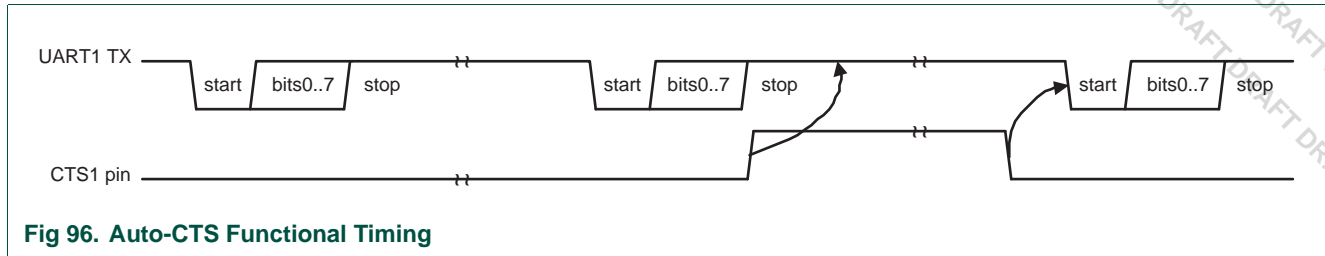 DRAFT DRAFT
DRAFT DRAFT
UART1 TX
start bits0..7 stop start bits0..7 stop start bits0..7 stop
CTS1 pin
Fig 96. Auto-CTS Functional Timing